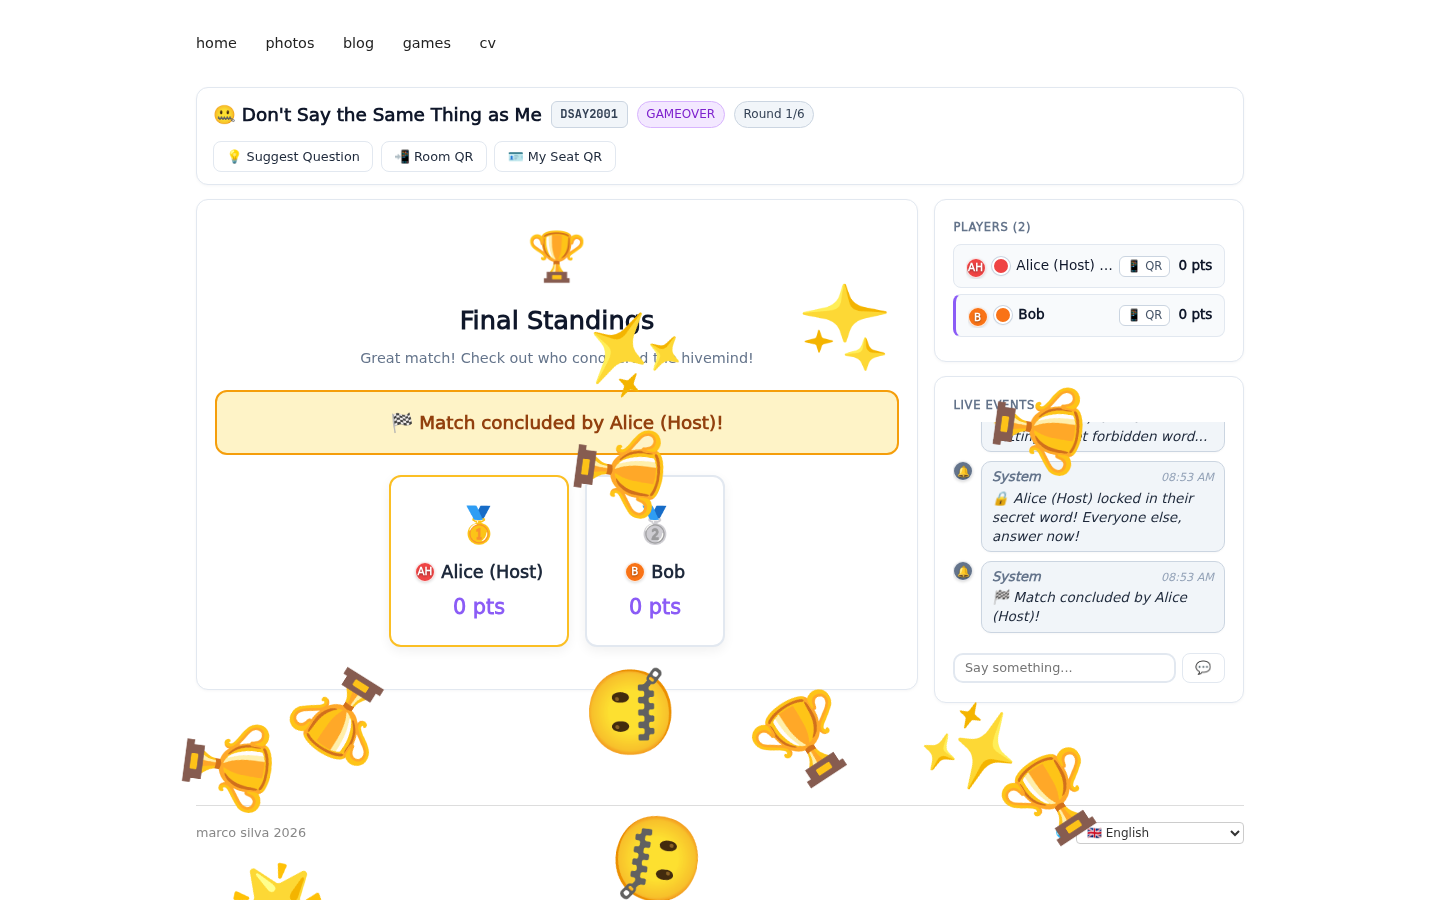 home photos blog games cv
🤐 Don't Say the Same Thing as Me DSAY2001 GAMEOVER Round 1/6
💡 Suggest Question 📲 Room QR 🪪 My Seat QR
Final Standings
Great match! Check out who the hivemind!
🏁 Match concluded by Alice (Host)!
AH Alice (Host)
0 pts
B Bob
0 pts
PLAYERS (2)
AH Alice (Host) ... 📱 QR 0 pts
B Bob 📱 QR 0 pts
LIVE EVENTS
forbidden word...
System 08:53 AM
🔒 Alice (Host) locked in their
secret word! Everyone else,
answer now!
System 08:53 AM
🏁 Match concluded by Alice
(Host)!
Say something...
marco silva 2026
🇬🇧 English